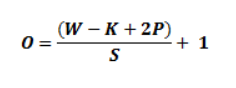 O = (W − K + 2P) / S + 1